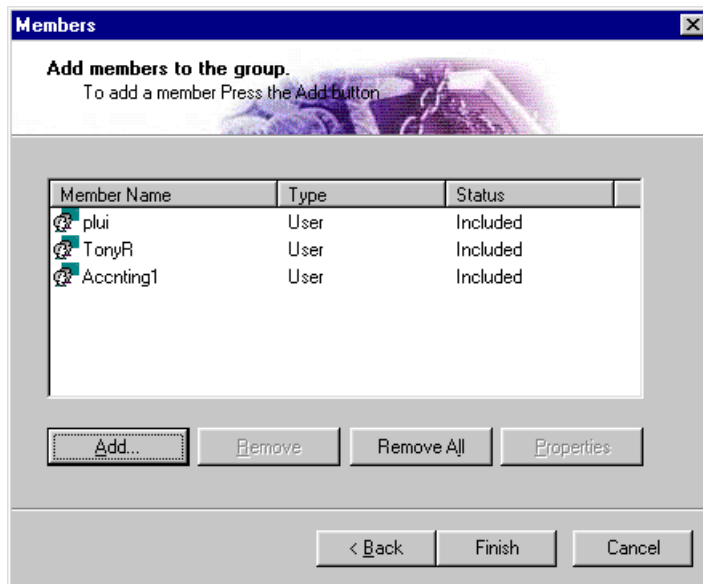 Members
Add members to the group.
To add a member Press the Add button
Member Name Type Status
plui User Included
TonyR User Included
Accnting1 User Included
Add... Remove Remove All Properties
< Back Finish Cancel